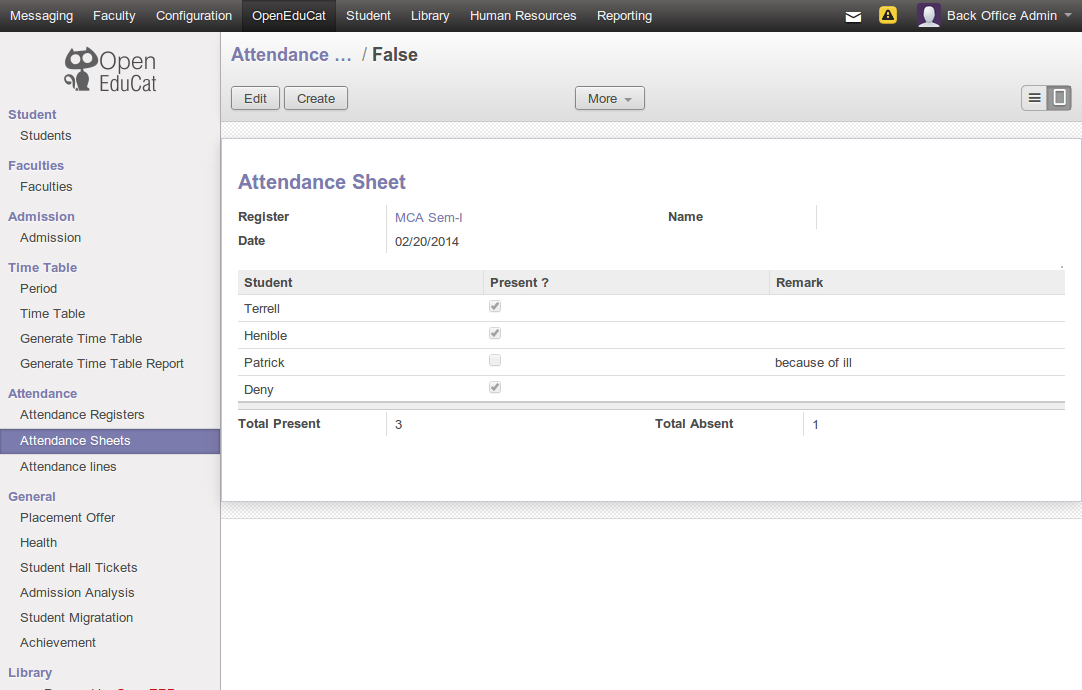 Messaging Faculty Configuration OpenEduCat Student Library Human Resources Reporting Back Office Admin
Open
EduCat
Student
Students
Faculties
Faculties
Admission
Admission
Time Table
Period
Time Table
Generate Time Table
Generate Time Table Report
Attendance
Attendance Registers
Attendance Sheets
Attendance lines
General
Placement Offer
Health
Student Hall Tickets
Admission Analysis
Student Migratation
Achievement
Library
Attendance ... / False
Edit Create More
Attendance Sheet
Register MCA Sem-I Name
Date 02/20/2014
Student Present ? Remark
Terrell
Henible
Patrick because of ill
Deny
Total Present 3 Total Absent 1